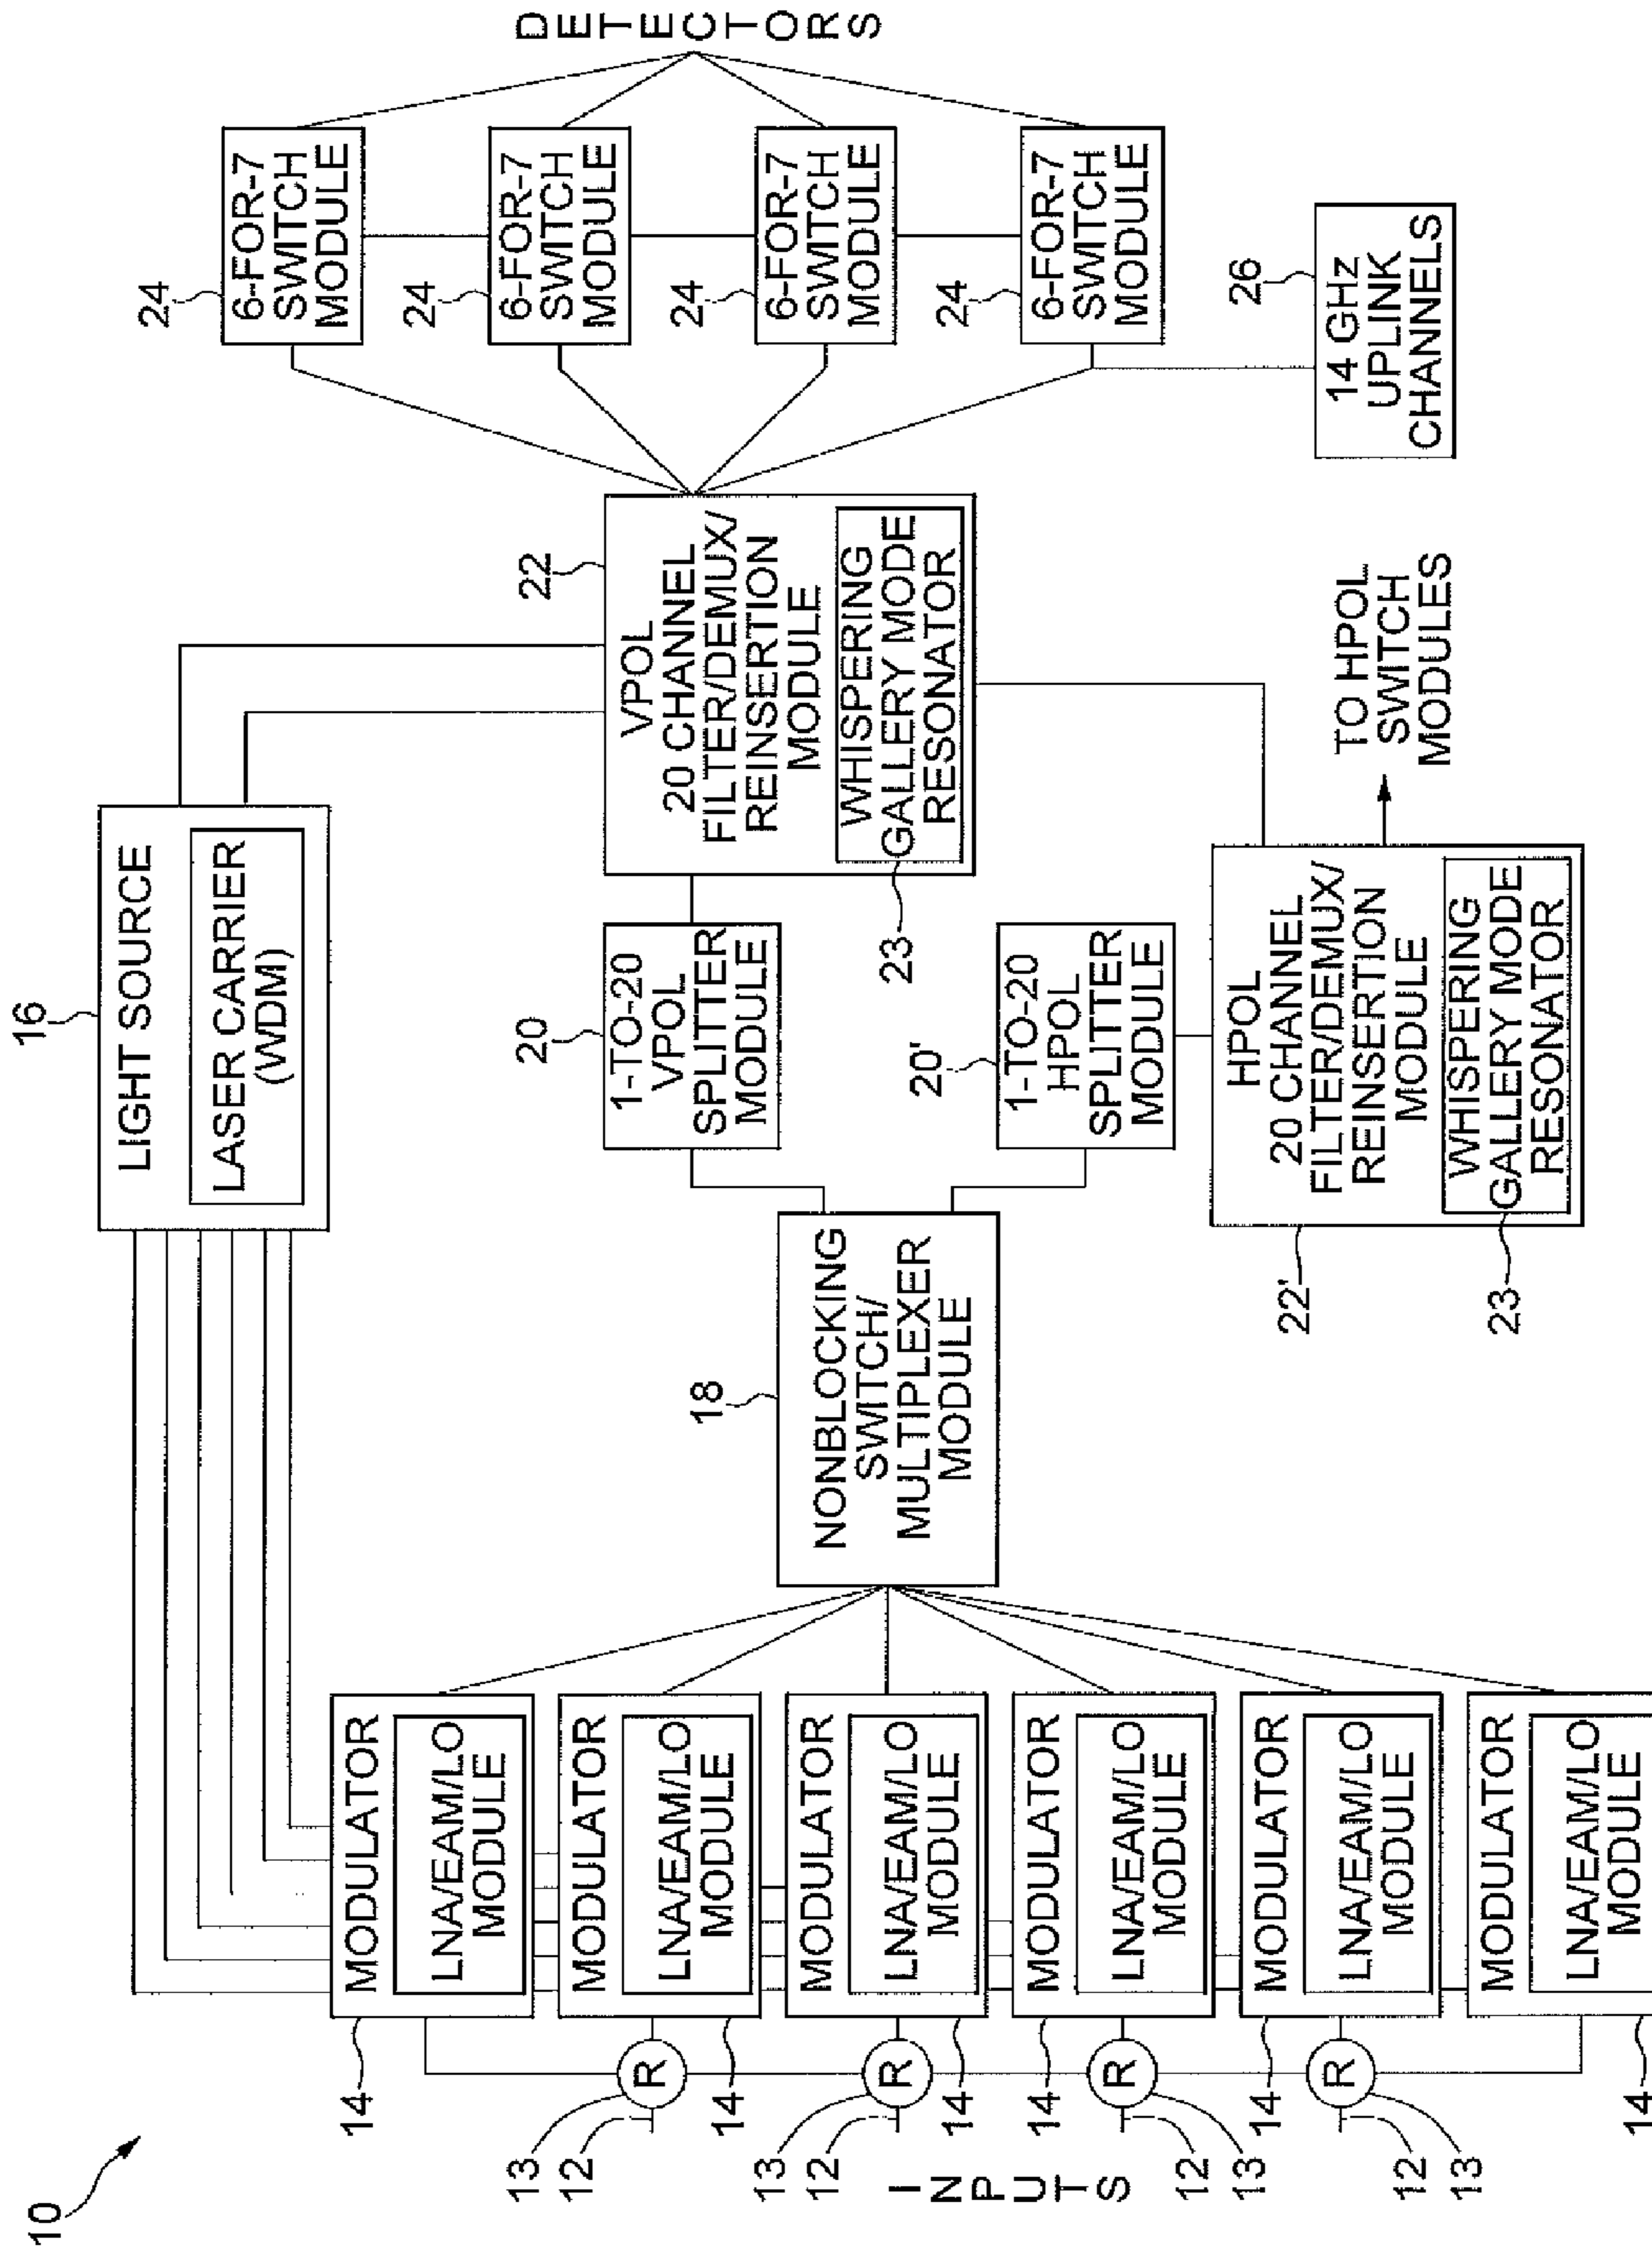 10
INPUTS
13
12
13
12
12
13
12
13
R
R
R
R
14
MODULATOR
LNA/EAM/LO
MODULE
14
MODULATOR
LNA/EAM/LO
MODULE
14
MODULATOR
LNA/EAM/LO
MODULE
14
MODULATOR
LNA/EAM/LO
MODULE
14
MODULATOR
LNA/EAM/LO
MODULE
14
MODULATOR
LNA/EAM/LO
MODULE
16
LIGHT SOURCE
LASER CARRIER
(WDM)
18
NONBLOCKING
SWITCH/
MULTIPLEXER
MODULE
20
1-TO-20
VPOL
SPLITTER
MODULE
20'
1-TO-20
HPOL
SPLITTER
MODULE
22
VPOL
20 CHANNEL
FILTER/DEMUX/
REINSERTION
MODULE
WHISPERING
GALLERY MODE
RESONATOR
23
22'
HPOL
20 CHANNEL
FILTER/DEMUX/
REINSERTION
MODULE
WHISPERING
GALLERY MODE
RESONATOR
23
TO HPOL
SWITCH
MODULES
24
6-FOR-7
SWITCH
MODULE
24
6-FOR-7
SWITCH
MODULE
24
6-FOR-7
SWITCH
MODULE
24
6-FOR-7
SWITCH
MODULE
26
14 GHz
UPLINK
CHANNELS
DETECTORS